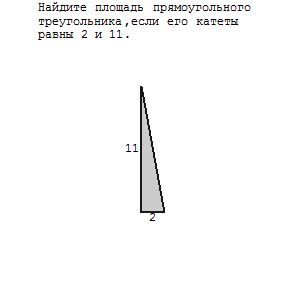 Найдите площадь прямоугольного
треугольника,если его катеты
равны 2 и 11.
11
2